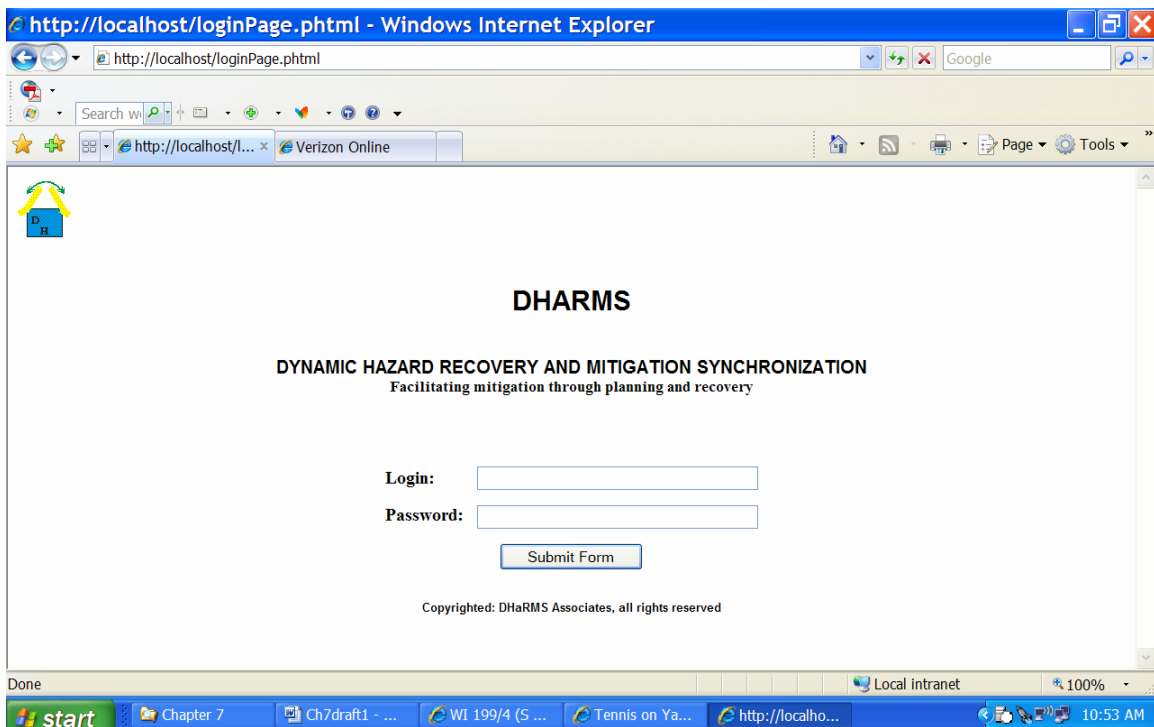 http://localhost/loginPage.phtml - Windows Internet Explorer
http://localhost/loginPage.phtml
Google
Search w
http://localhost/l... × Verizon Online
Page Tools »
D
H
DHARMS
DYNAMIC HAZARD RECOVERY AND MITIGATION SYNCHRONIZATION
Facilitating mitigation through planning and recovery
Login:
Password:
Submit Form
Copyrighted: DHaRMS Associates, all rights reserved
Done Local intranet 100%
start Chapter 7 Ch7draft1 - ... WI 199/4 (S ... Tennis on Ya... http://localho... 10:53 AM